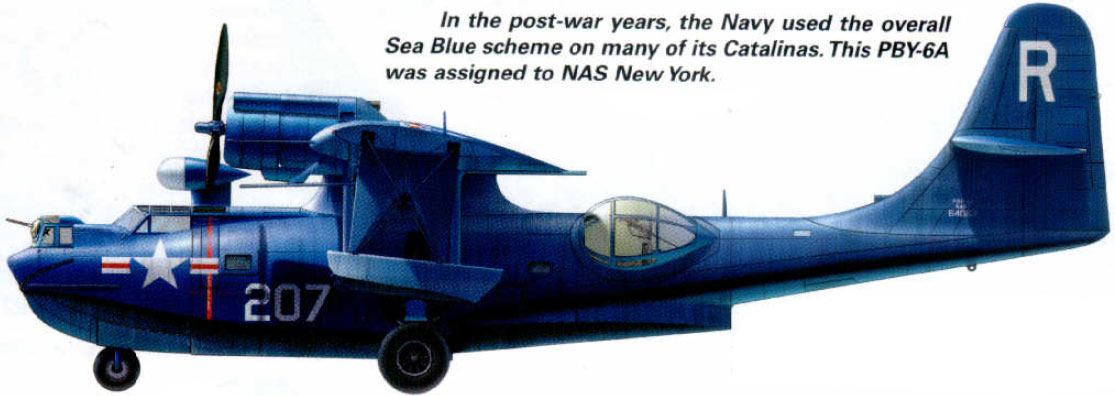 In the post-war years, the Navy used the overall
Sea Blue scheme on many of its Catalinas. This PBY-6A
was assigned to NAS New York.
R
207